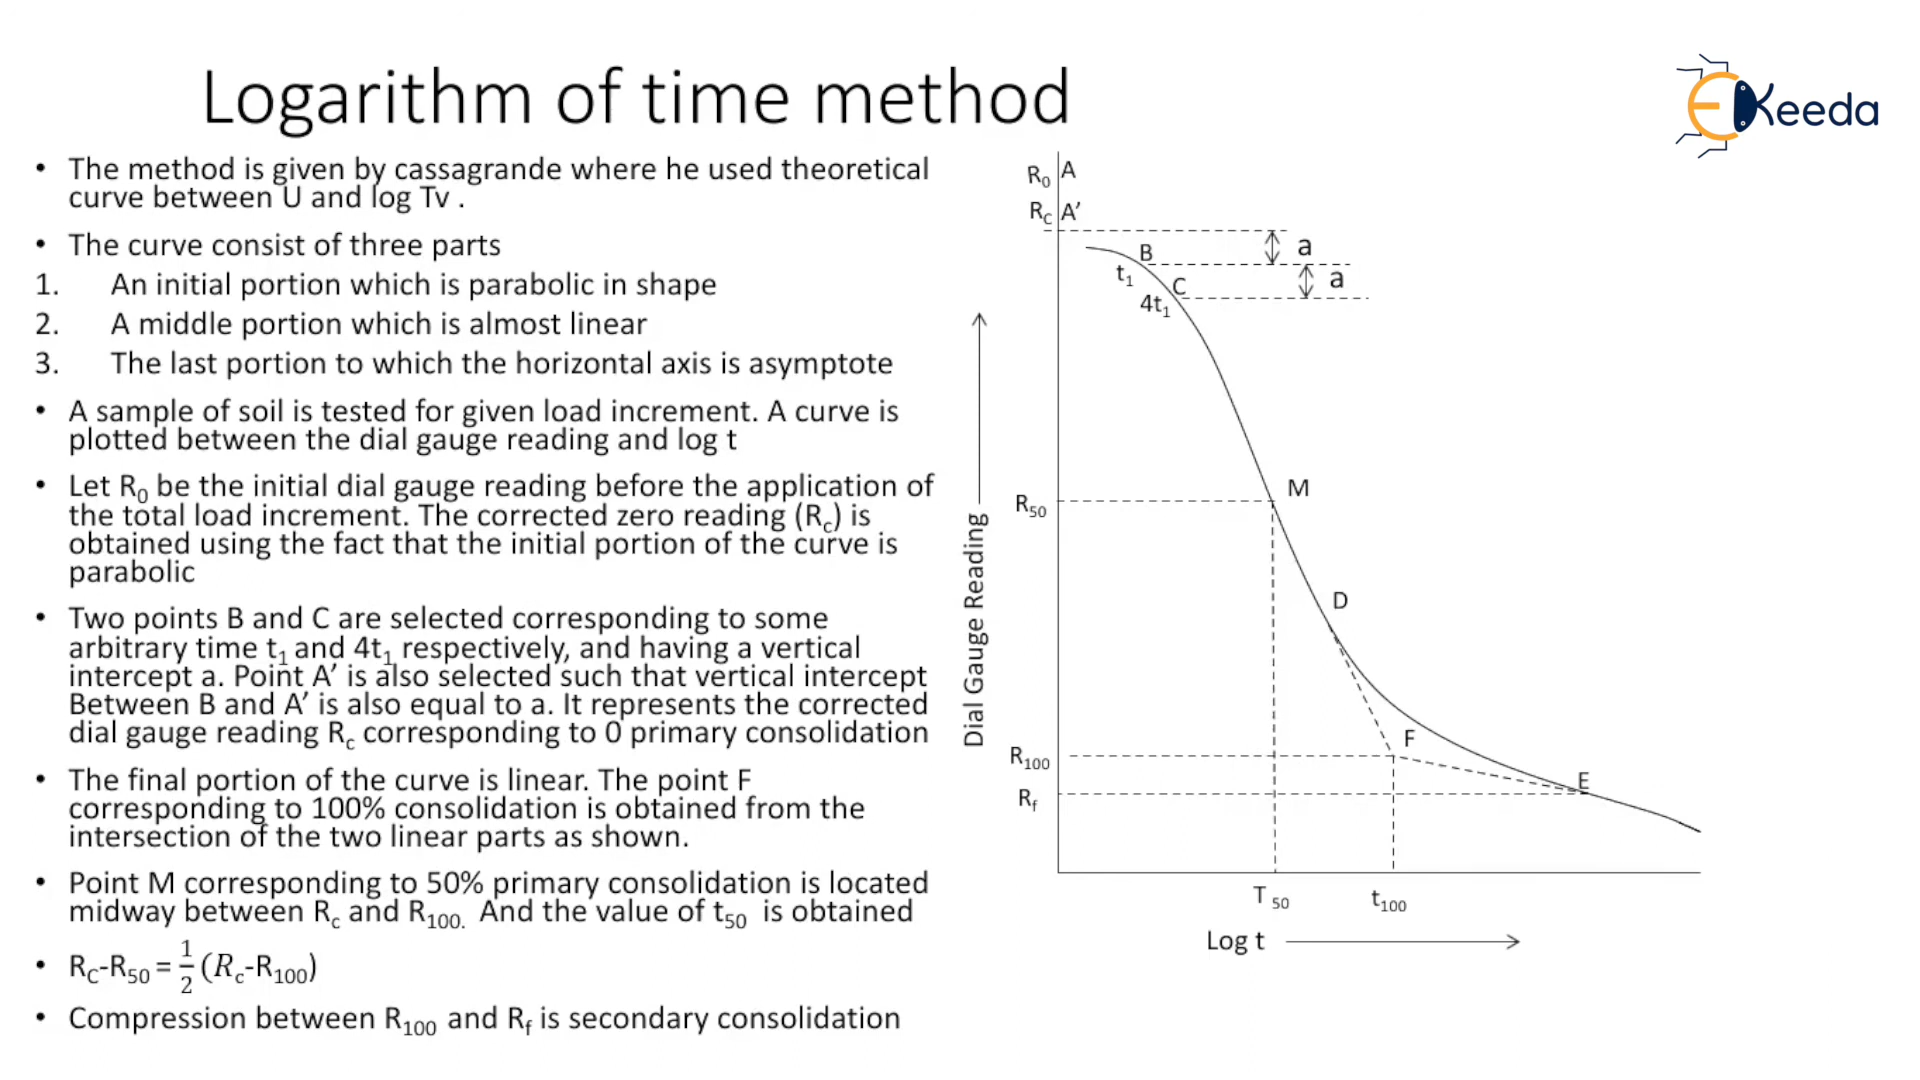 Logarithm of time method
EKeeda
• The method is given by cassagrande where he used theoretical
curve between U and log Tv .
• The curve consist of three parts
1. An initial portion which is parabolic in shape
2. A middle portion which is almost linear
3. The last portion to which the horizontal axis is asymptote
• A sample of soil is tested for given load increment. A curve is
plotted between the dial gauge reading and log t
• Let R₀ be the initial dial gauge reading before the application of
the total load increment. The corrected zero reading (Rc) is
obtained using the fact that the initial portion of the curve is
parabolic
• Two points B and C are selected corresponding to some
arbitrary time t₁ and 4t₁ respectively, and having a vertical
intercept a. Point A’ is also selected such that vertical intercept
Between B and A’ is also equal to a. It represents the corrected
dial gauge reading Rc corresponding to 0 primary consolidation
• The final portion of the curve is linear. The point F
corresponding to 100% consolidation is obtained from the
intersection of the two linear parts as shown.
• Point M corresponding to 50% primary consolidation is located
midway between Rc and R₁₀₀. And the value of t₅₀ is obtained
• RC-R₅₀ = 1/2 (Rc-R₁₀₀)
• Compression between R₁₀₀ and Rf is secondary consolidation
R₀ A
RC A’
a
B
t₁
a
C
4t₁
M
R₅₀
Dial Gauge Reading
D
F
R₁₀₀
E
Rf
T ₅₀
t₁₀₀
Log t